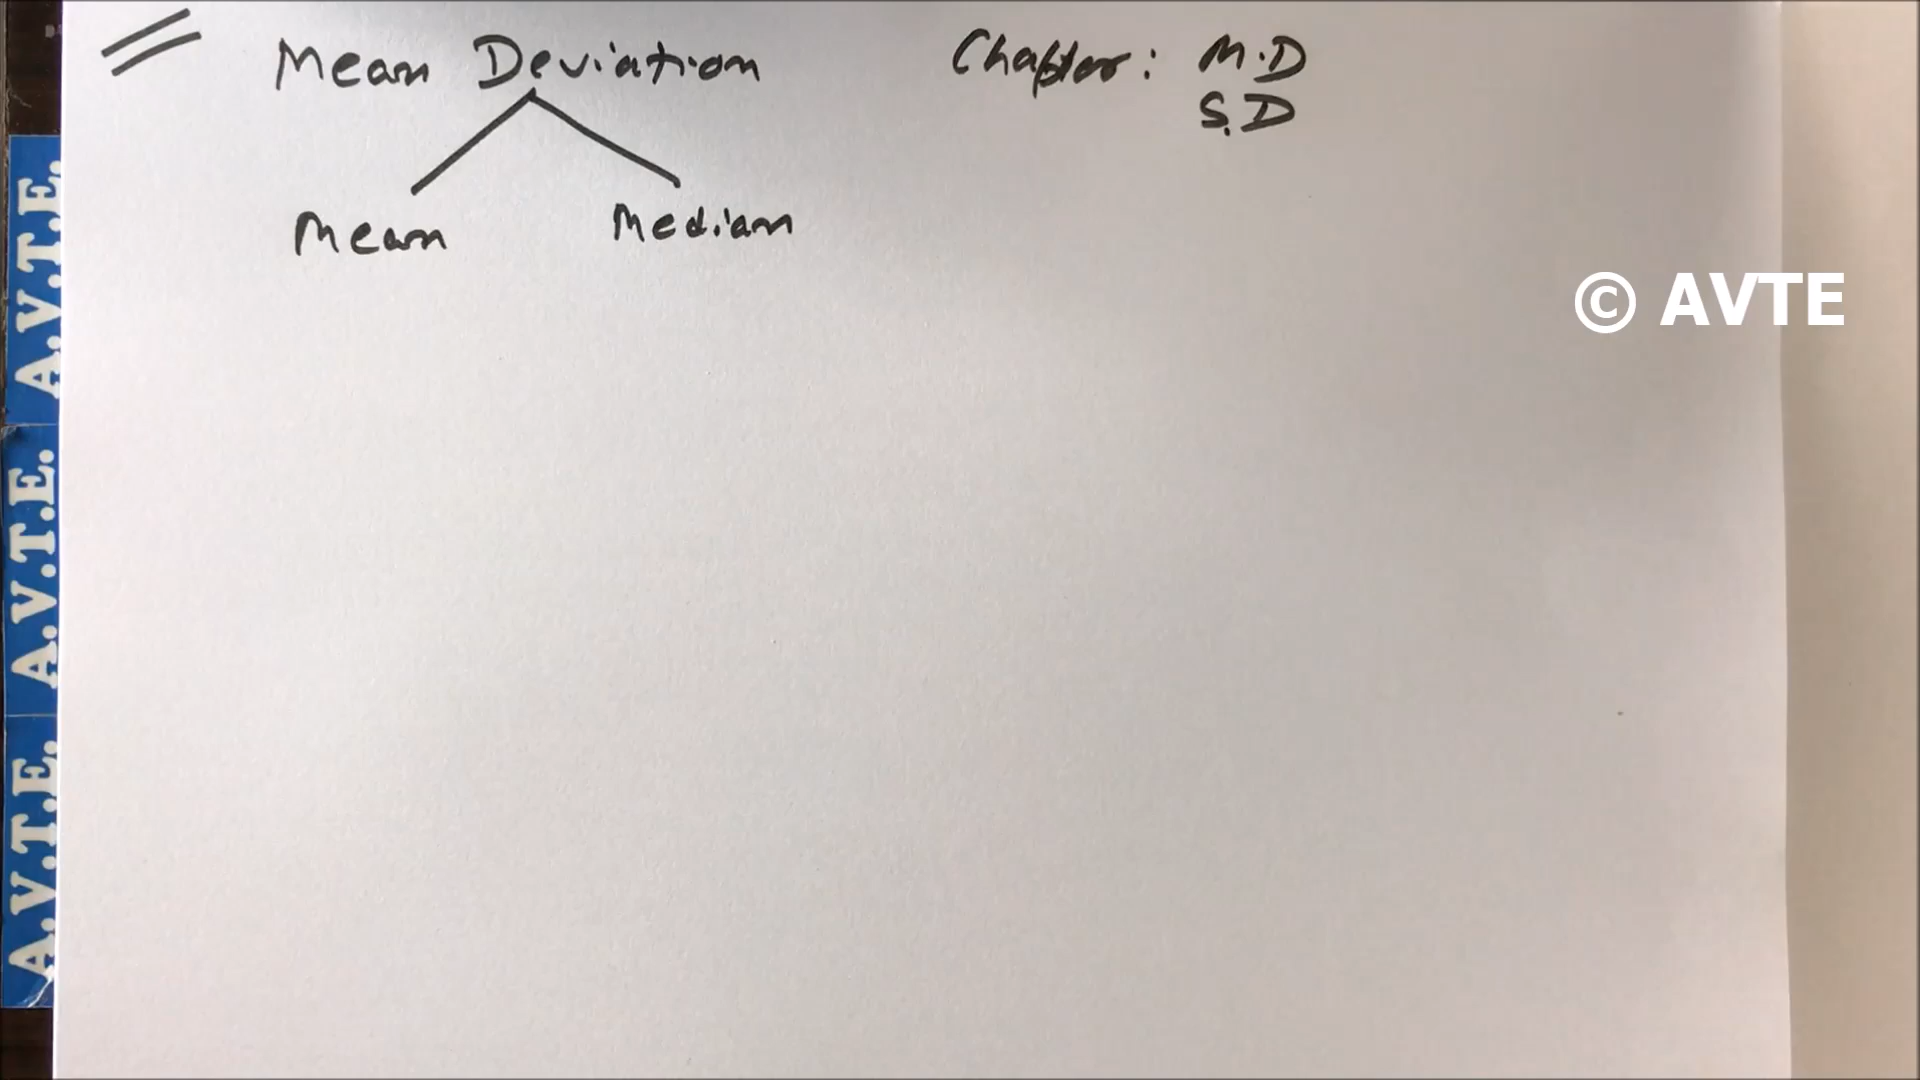 Mean Deviation
Chapter: M.D
S.D
Mean Median
© AVTE
A.V.T.E.
A.V.T.E.
A.V.T.E.